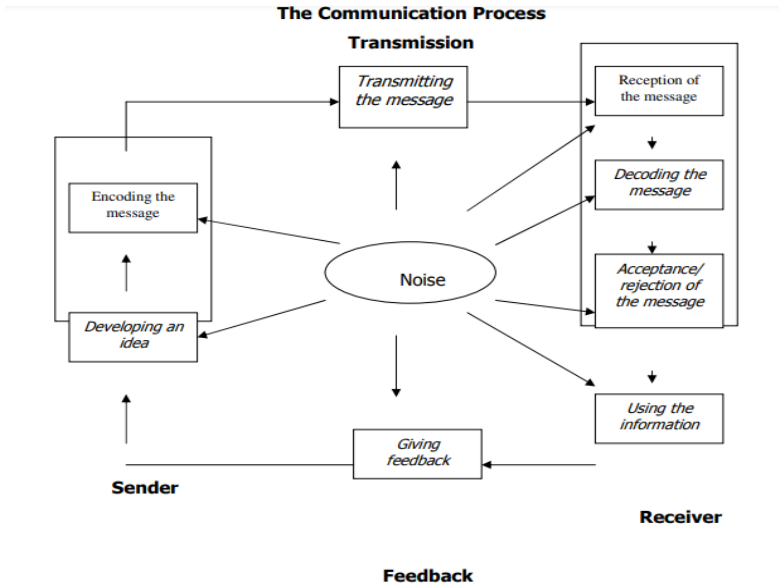 The Communication Process
Transmission
Transmitting
the message
Reception of
the message
Encoding the
message
Decoding the
message
Noise
Acceptance/
rejection of
the message
Developing an
idea
Using the
information
Giving
feedback
Sender
Receiver
Feedback